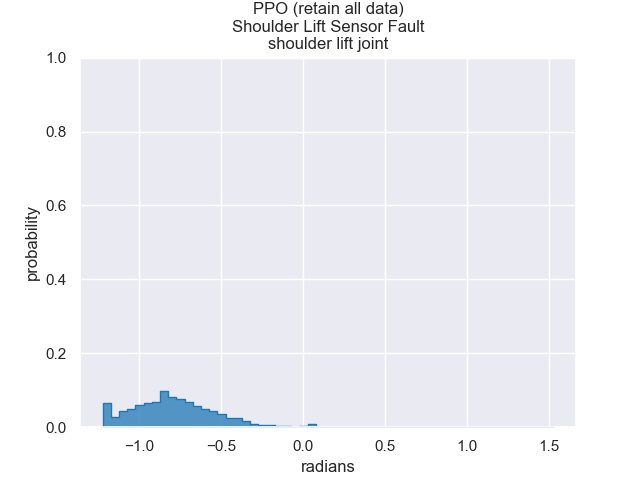 PPO (retain all data)
Shoulder Lift Sensor Fault
shoulder lift joint
1.0
0.8
0.6
0.4
0.2
0.0
probability
−1.0 −0.5 0.0 0.5 1.0 1.5
radians